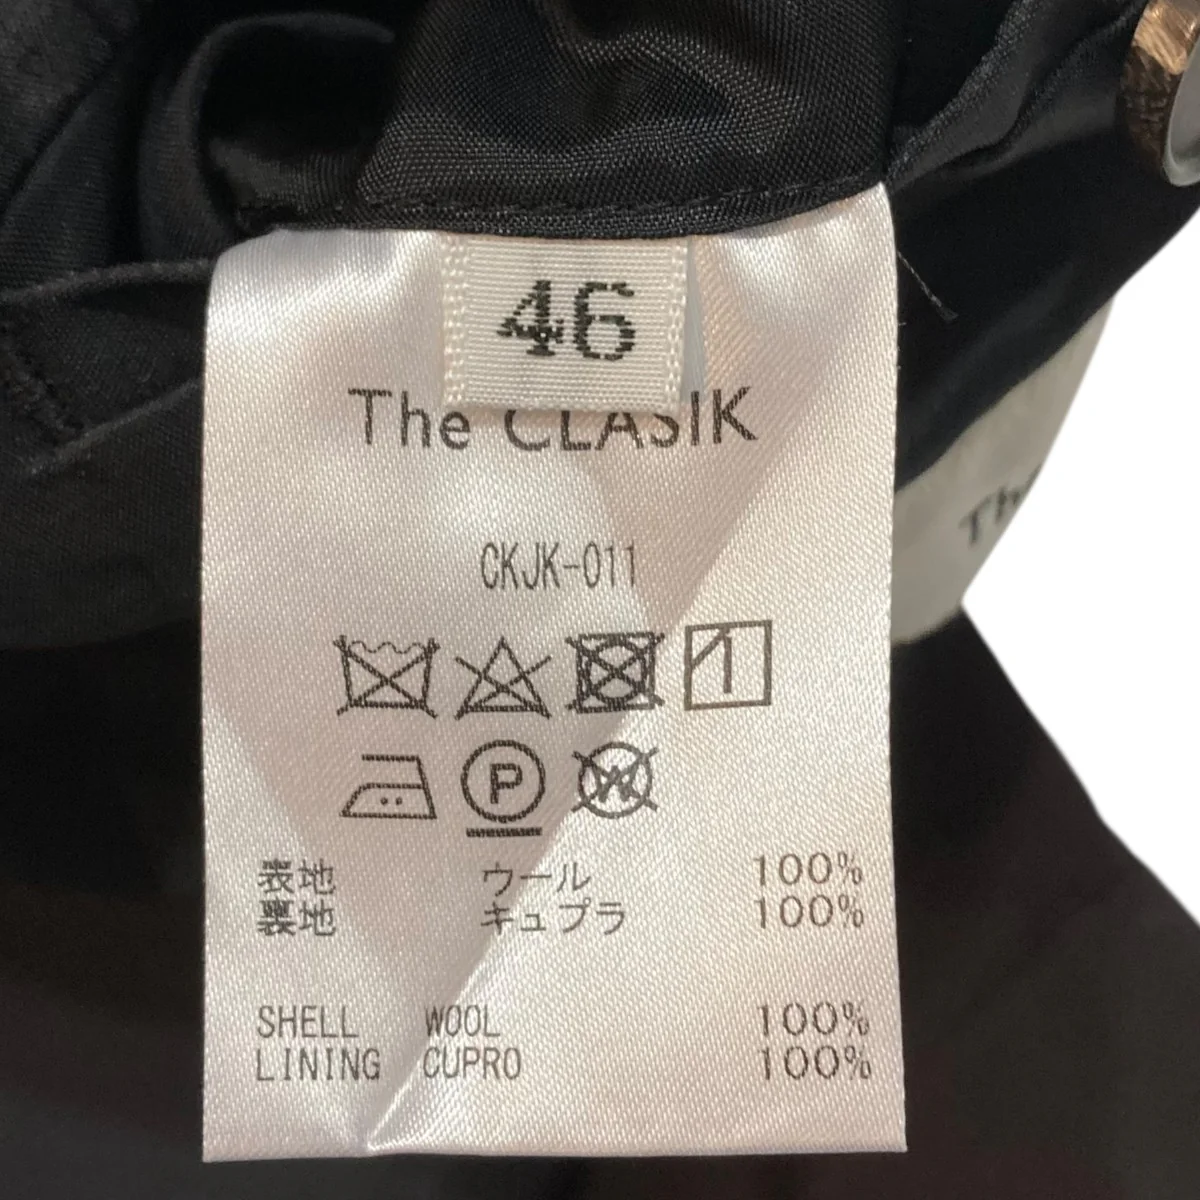 46
The CLASIK
CKJK-011
P
W
表地 ウール 100%
裏地 キュプラ 100%
SHELL WOOL 100%
LINING CUPRO 100%
The